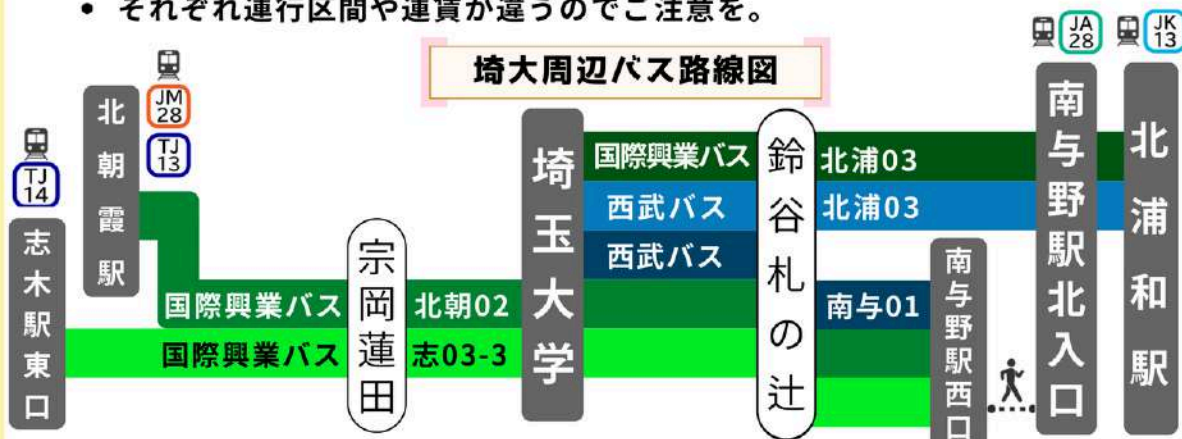 • それぞれ運行区間や運賃が違うのでご注意を。
埼大周辺バス路線図
TJ
14
志木駅東口
北朝霞駅
JM
28
TJ
13
宗岡蓮田
埼玉大学
鈴谷札の辻
南与野駅西口
JA
28
南与野駅北入口
JK
13
北浦和駅
国際興業バス 北浦03
西武バス 北浦03
西武バス 南与01
国際興業バス 北朝02
国際興業バス 志03-3